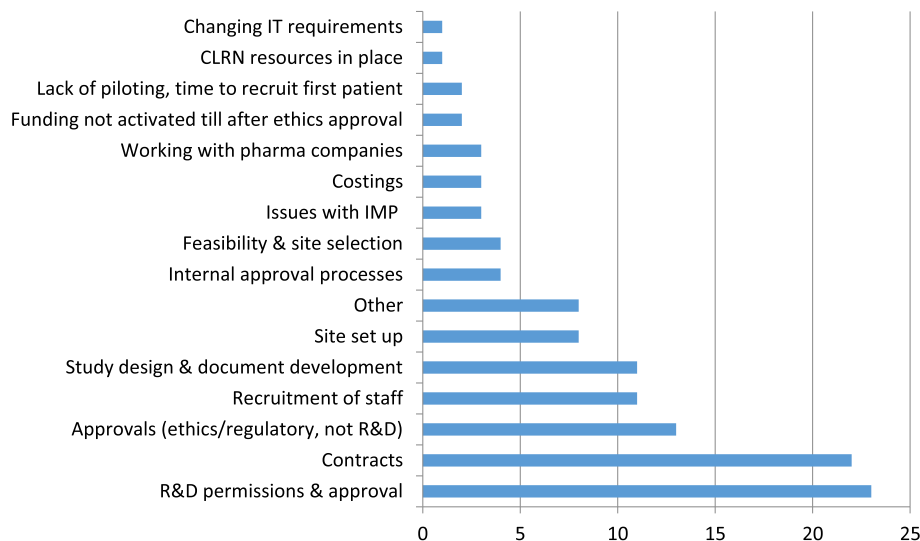 Changing IT requirements
CLRN resources in place
Lack of piloting, time to recruit first patient
Funding not activated till after ethics approval
Working with pharma companies
Costings
Issues with IMP
Feasibility & site selection
Internal approval processes
Other
Site set up
Study design & document development
Recruitment of staff
Approvals (ethics/regulatory, not R&D)
Contracts
R&D permissions & approval
0 5 10 15 20 25